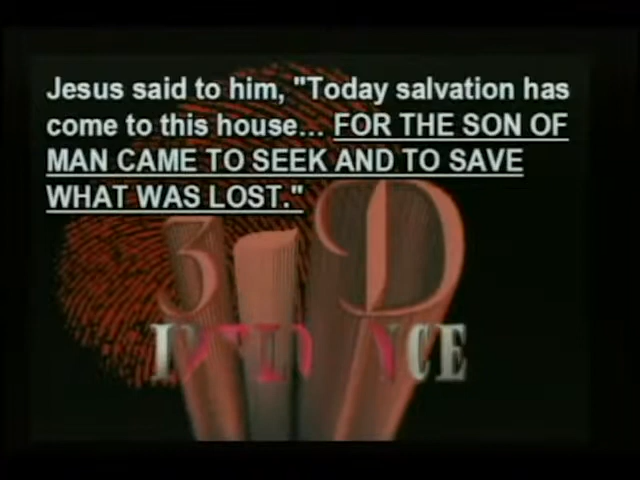 Jesus said to him, "Today salvation has
come to this house... FOR THE SON OF
MAN CAME TO SEEK AND TO SAVE
WHAT WAS LOST."
3-D